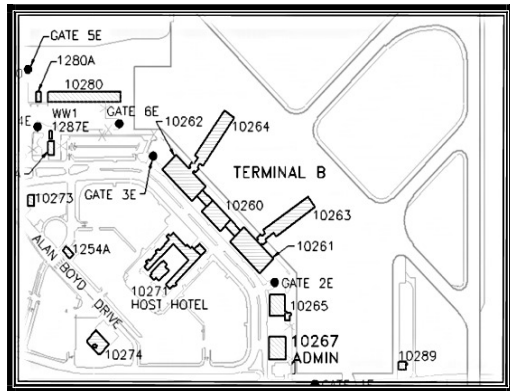 GATE 5E
1280A
10280
WW1
1287E
GATE 6E
10262
10264
TERMINAL B
GATE 3E
10273
10260
10263
10261
1254A
ALAN BOYD DRIVE
10271
HOST HOTEL
GATE 2E
10265
10267
ADMIN
10274
10289